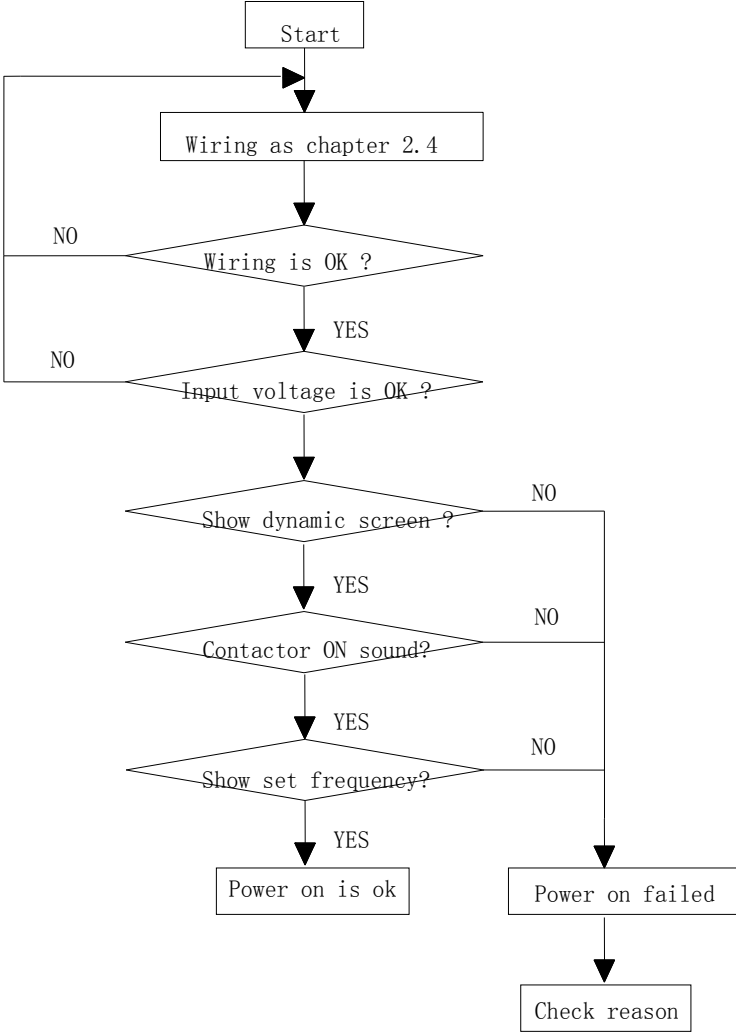 Start
Wiring as chapter 2.4
NO
Wiring is OK ?
YES
NO
Input voltage is OK ?
NO
Show dynamic screen ?
YES
NO
Contactor ON sound?
YES
NO
Show set frequency?
YES
Power on is ok
Power on failed
Check reason